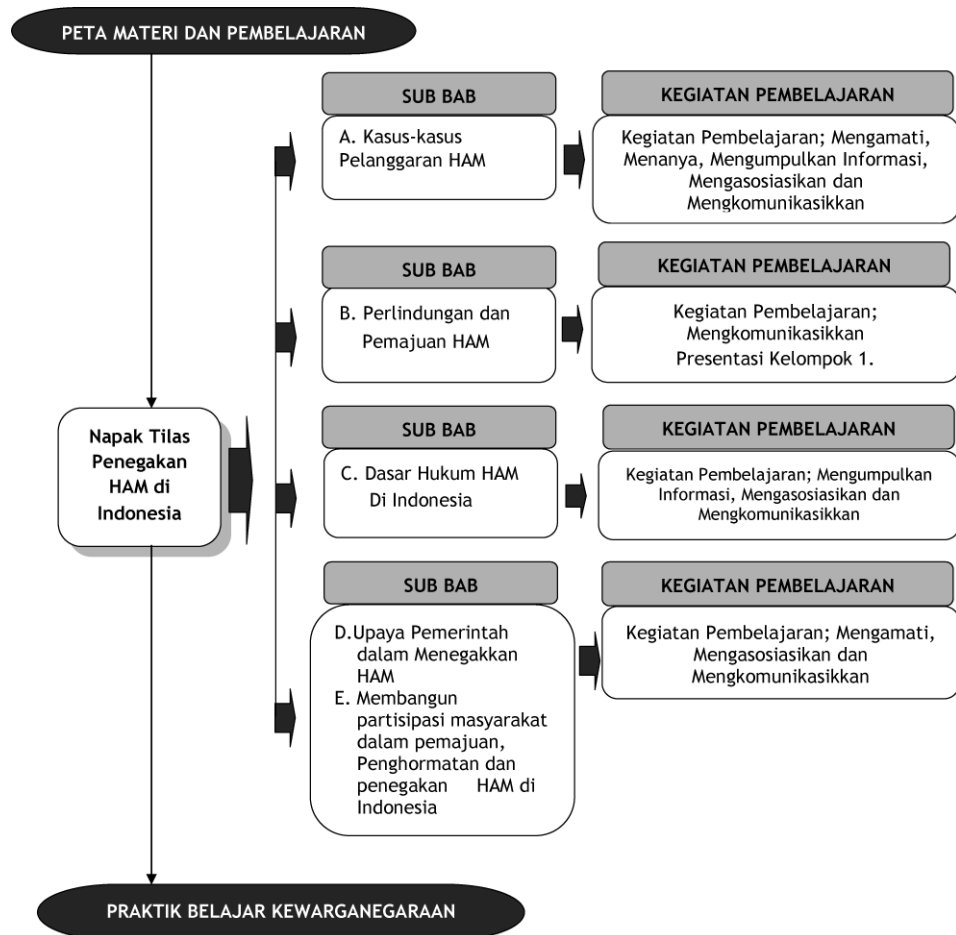 PETA MATERI DAN PEMBELAJARAN
SUB BAB
KEGIATAN PEMBELAJARAN
A. Kasus-kasus
Pelanggaran HAM
Kegiatan Pembelajaran; Mengamati,
Menanya, Mengumpulkan Informasi,
Mengasosiasikan dan
Mengkomunikasikkan
SUB BAB
KEGIATAN PEMBELAJARAN
B. Perlindungan dan
Pemajuan HAM
Kegiatan Pembelajaran;
Mengkomunikasikkan
Presentasi Kelompok 1.
Napak Tilas
Penegakan
HAM di
Indonesia
SUB BAB
KEGIATAN PEMBELAJARAN
C. Dasar Hukum HAM
Di Indonesia
Kegiatan Pembelajaran; Mengumpulkan
Informasi, Mengasosiasikan dan
Mengkomunikasikkan
SUB BAB
KEGIATAN PEMBELAJARAN
D.Upaya Pemerintah
dalam Menegakkan
HAM
E. Membangun
partisipasi masyarakat
dalam pemajuan,
Penghormatan dan
penegakan HAM di
Indonesia
Kegiatan Pembelajaran; Mengamati,
Mengasosiasikan dan
Mengkomunikasikkan
PRAKTIK BELAJAR KEWARGANEGARAAN